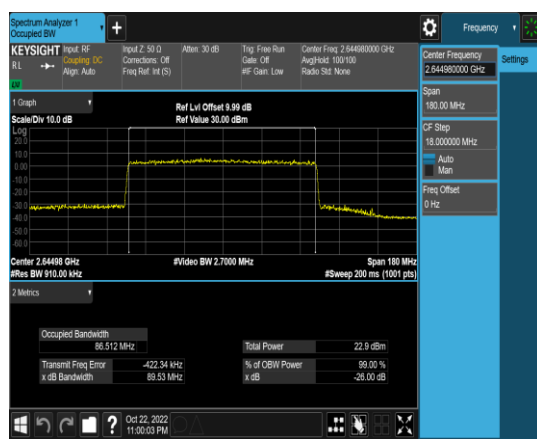 Spectrum Analyzer 1
Occupied BW
+
Frequency
KEYSIGHT Input: RF Input Z: 50 Ω Atten: 30 dB Trig: Free Run Center Freq: 2.644980000 GHz
RL Coupling: DC Corrections: Off Gate: Off Avg|Hold: 100/100
Align: Auto Freq Ref: Int (S) #IF Gain: Low Radio Std: None
Center Frequency
2.644980000 GHz
Settings
Span
180.00 MHz
CF Step
18.000000 MHz
Auto
Man
Freq Offset
0 Hz
1 Graph
Ref Lvl Offset 9.99 dB
Scale/Div 10.0 dB Ref Value 30.00 dBm
Log
20.0
10.0
0.00
-10.0
-20.0
-30.0
-40.0
-50.0
-60.0
Center 2.64498 GHz #Video BW 2.7000 MHz Span 180 MHz
#Res BW 910.00 kHz #Sweep 200 ms (1001 pts)
2 Metrics
Occupied Bandwidth
86.512 MHz Total Power 22.9 dBm
Transmit Freq Error -422.34 kHz % of OBW Power 99.00 %
x dB Bandwidth 89.53 MHz x dB -26.00 dB
? Oct 22, 2022
11:00:03 PM